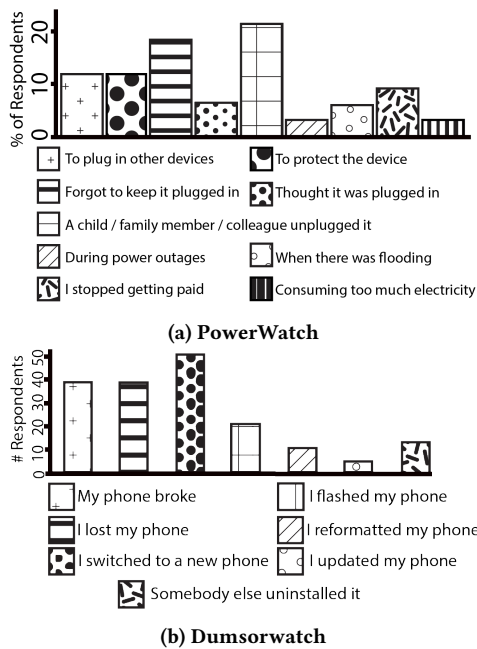 % of Respondents
20
10
0
To plug in other devices
To protect the device
Forgot to keep it plugged in
Thought it was plugged in
A child / family member / colleague unplugged it
During power outages
When there was flooding
I stopped getting paid
Consuming too much electricity
(a) PowerWatch
# Respondents
50
40
30
20
10
0
My phone broke
I flashed my phone
I lost my phone
I reformatted my phone
I switched to a new phone
I updated my phone
Somebody else uninstalled it
(b) Dumsorwatch